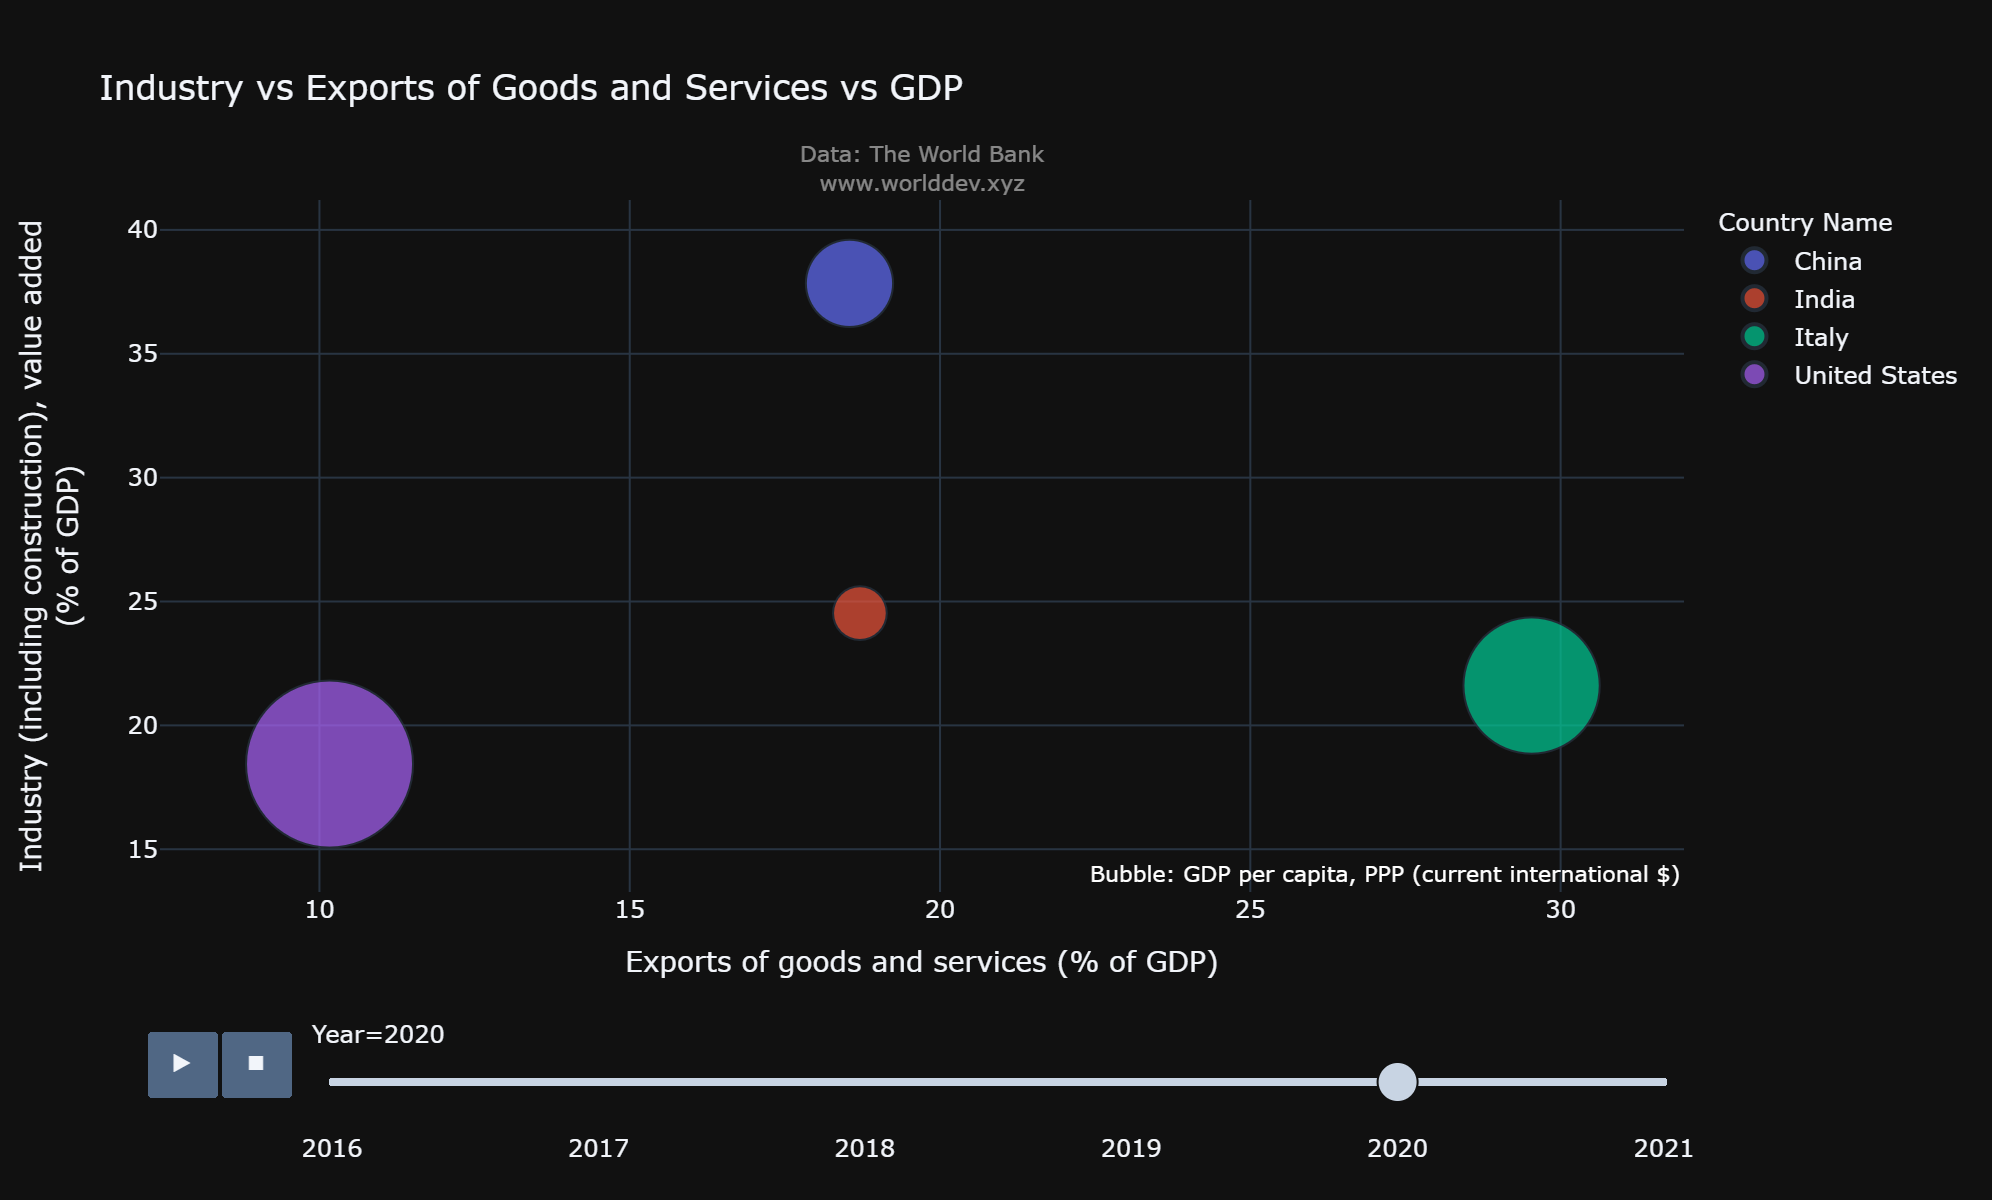 Industry vs Exports of Goods and Services vs GDP
Data: The World Bank
www.worlddev.xyz
Industry (including construction), value added
(% of GDP)
40
35
30
25
20
15
Country Name
China
India
Italy
United States
Bubble: GDP per capita, PPP (current international $)
10 15 20 25 30
Exports of goods and services (% of GDP)
Year=2020
2016 2017 2018 2019 2020 2021